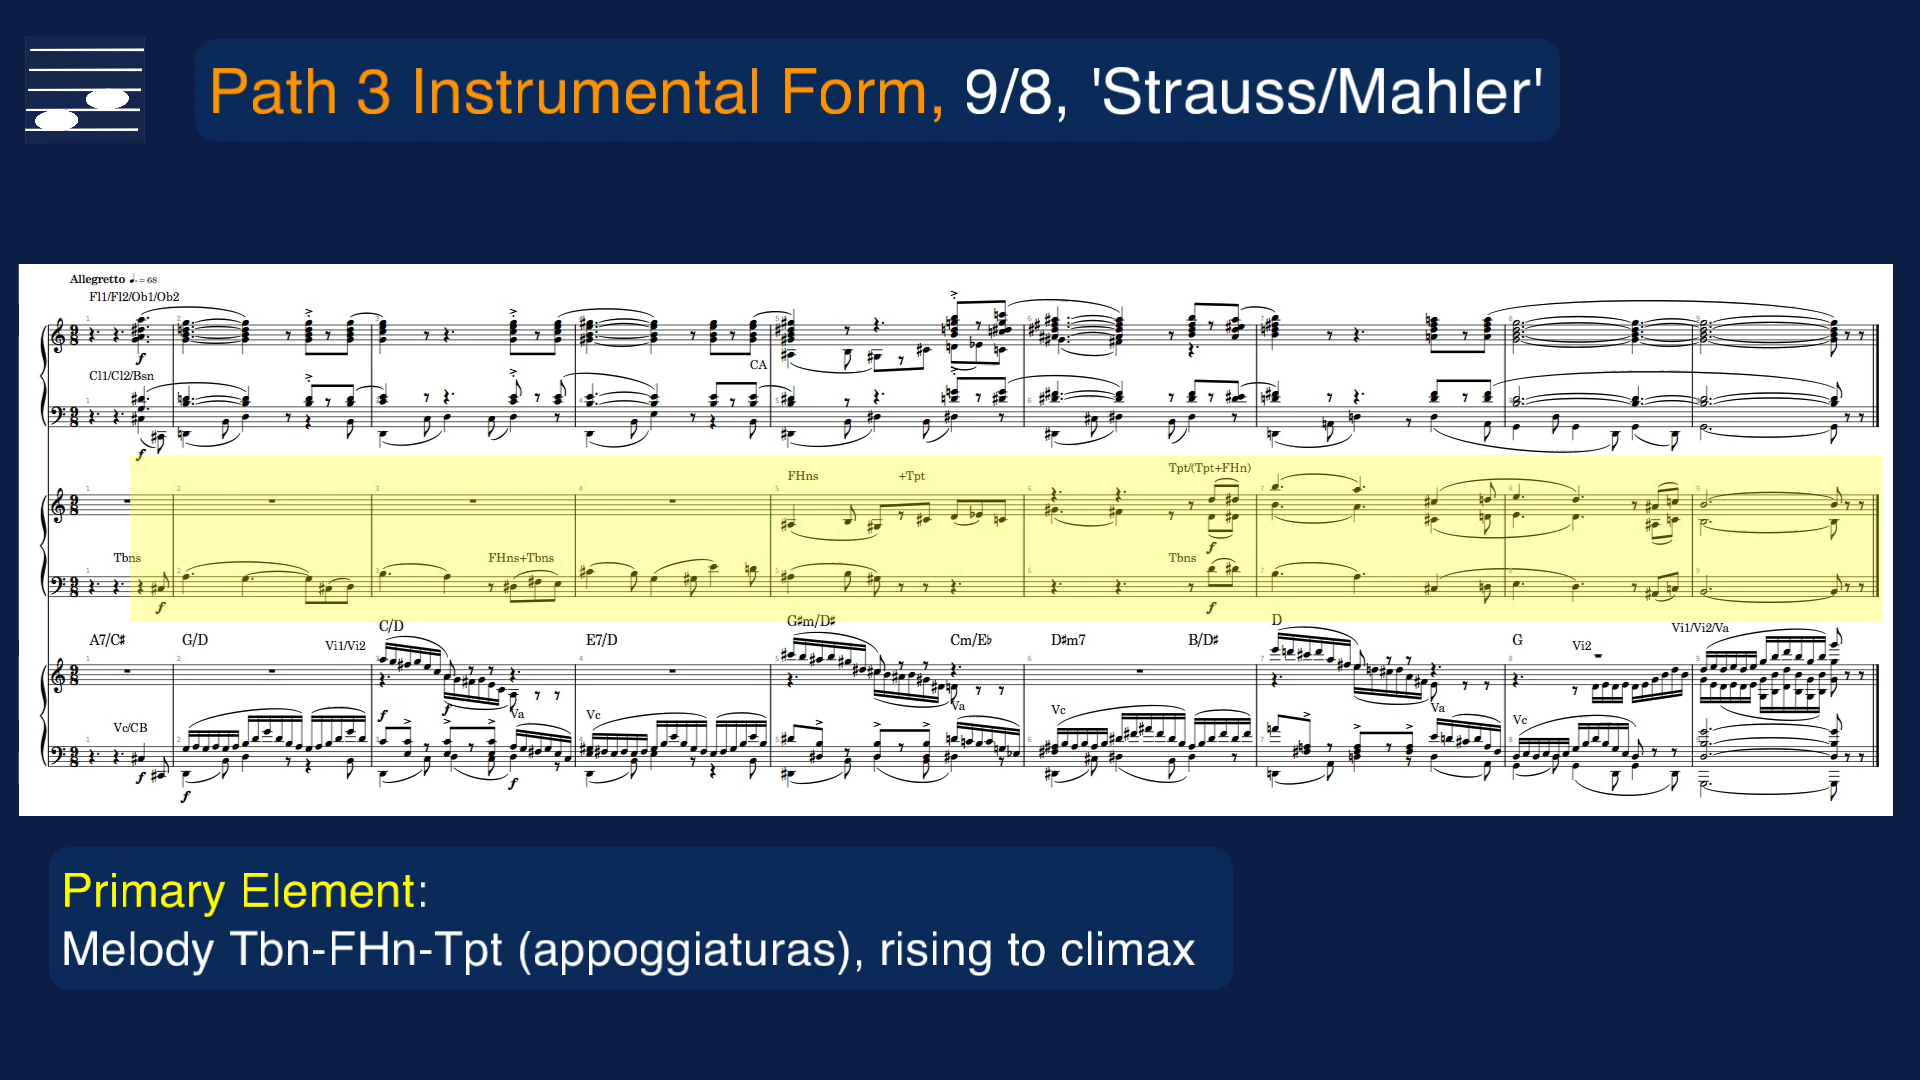 Path 3 Instrumental Form, 9/8, 'Strauss/Mahler'
Allegretto ♩. = 68
Fl1/Fl2/Ob1/Ob2
f
CA
Cl1/Cl2/Bsn
f
FHns +Tpt Tpt/(Tpt+FHn)
f
Tbns FHns+Tbns Tbns
f f
A7/C♯ G/D C/D E7/D G♯m/D♯ Cm/E♭ D♯m7 B/D♯ D G
Vi1/Vi2 Vi2 Vi1/Vi2/Va
f f
Vc/CB Va Vc Va Vc Va Vc
f f f
Primary Element:
Melody Tbn-FHn-Tpt (appoggiaturas), rising to climax